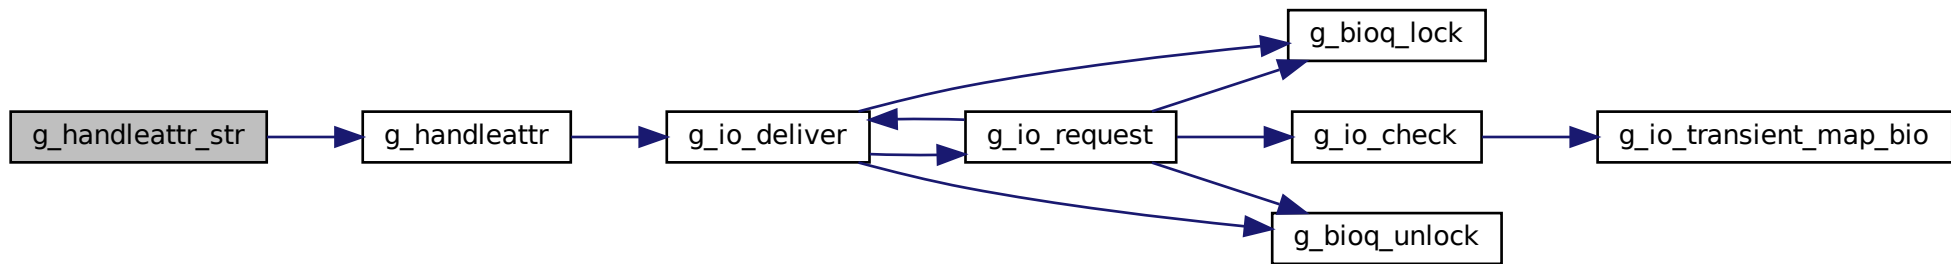 g_handleattr_str
g_handleattr
g_io_deliver
g_io_request
g_bioq_lock
g_io_check
g_io_transient_map_bio
g_bioq_unlock